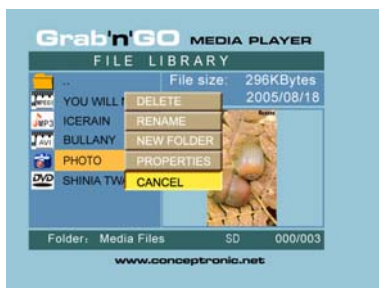 Grab'n'GO MEDIA PLAYER
FILE LIBRARY
..
File size: 296KBytes
2005/08/18
MPEG YOU WILL
MP3 ICERAIN
AVI BULLANY
PHOTO
DVD SHINIA TW
DELETE
RENAME
NEW FOLDER
PROPERTIES
CANCEL
Folder: Media Files SD 000/003
www.conceptronic.net